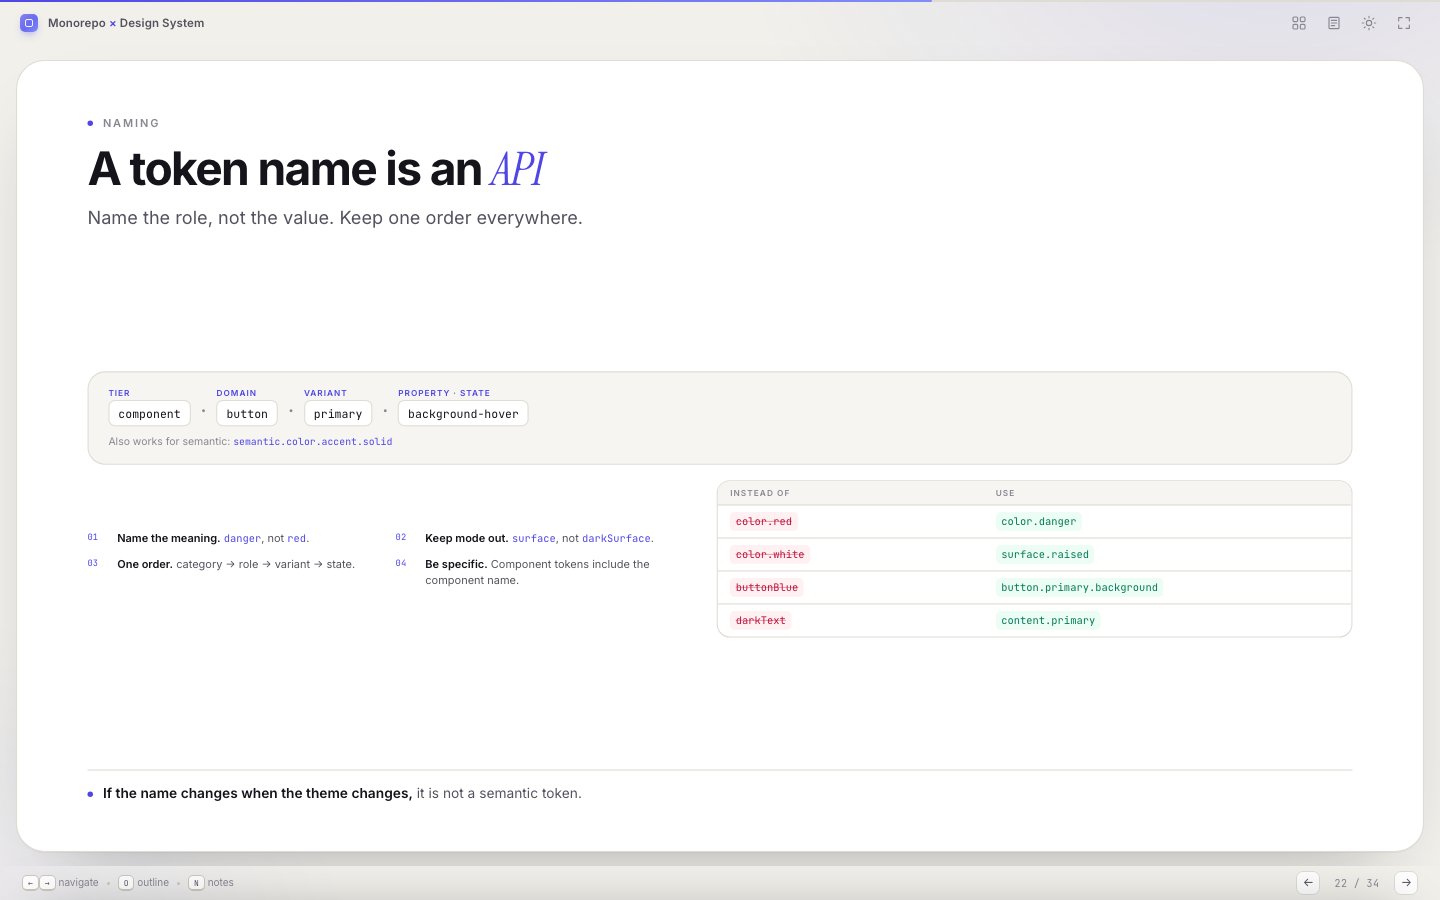 Monorepo × Design System
NAMING
A token name is an API
Name the role, not the value. Keep one order everywhere.
TIER DOMAIN VARIANT PROPERTY · STATE
component · button · primary · background-hover
Also works for semantic: semantic.color.accent.solid
01 Name the meaning. danger, not red.
02 Keep mode out. surface, not darkSurface.
03 One order. category → role → variant → state.
04 Be specific. Component tokens include the
component name.
INSTEAD OF USE
color.red color.danger
color.white surface.raised
buttonBlue button.primary.background
darkText content.primary
If the name changes when the theme changes, it is not a semantic token.
← → navigate · O outline · N notes
← 22 / 34 →